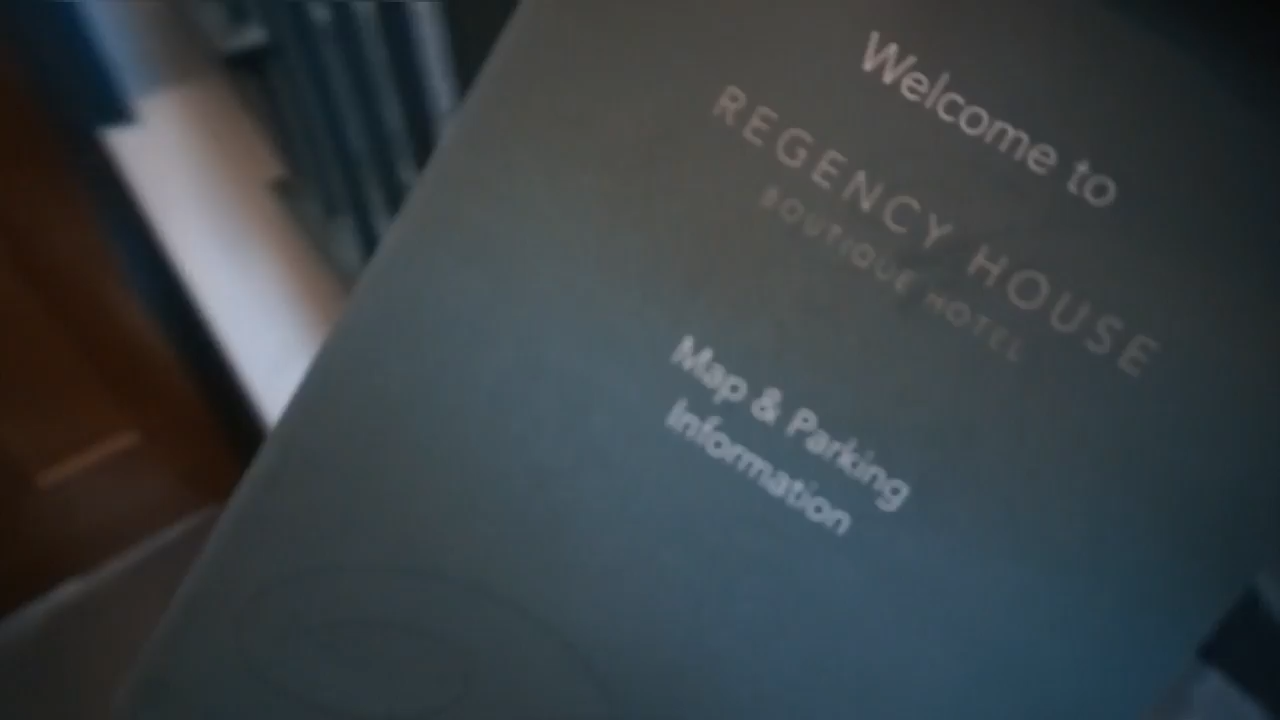 Welcome to
REGENCY HOUSE
BOUTIQUE HOTEL
Map & Parking
Information